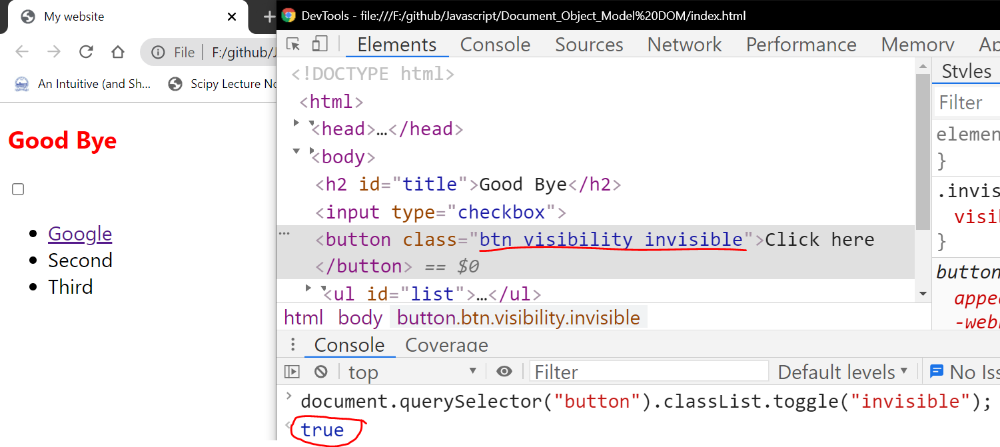 My website
DevTools - file:///F:/github/Javascript/Document_Object_Model%20DOM/index.html
File | F:/github/J
An Intuitive (and Sh... Scipy Lecture No
Good Bye
Google
Second
Third
Elements Console Sources Network Performance Memory Ap
<!DOCTYPE html>
<html>
<head>…</head>
<body>
<h2 id="title">Good Bye</h2>
<input type="checkbox">
<button class="btn visibility invisible">Click here
</button> == $0
<ul id="list">…</ul>
html body button.btn.visibility.invisible
Styles
Filter
elemen
}
.invis
visib
}
button
appea
-webk
Console Coverage
top Filter Default levels No Iss
document.querySelector("button").classList.toggle("invisible");
true